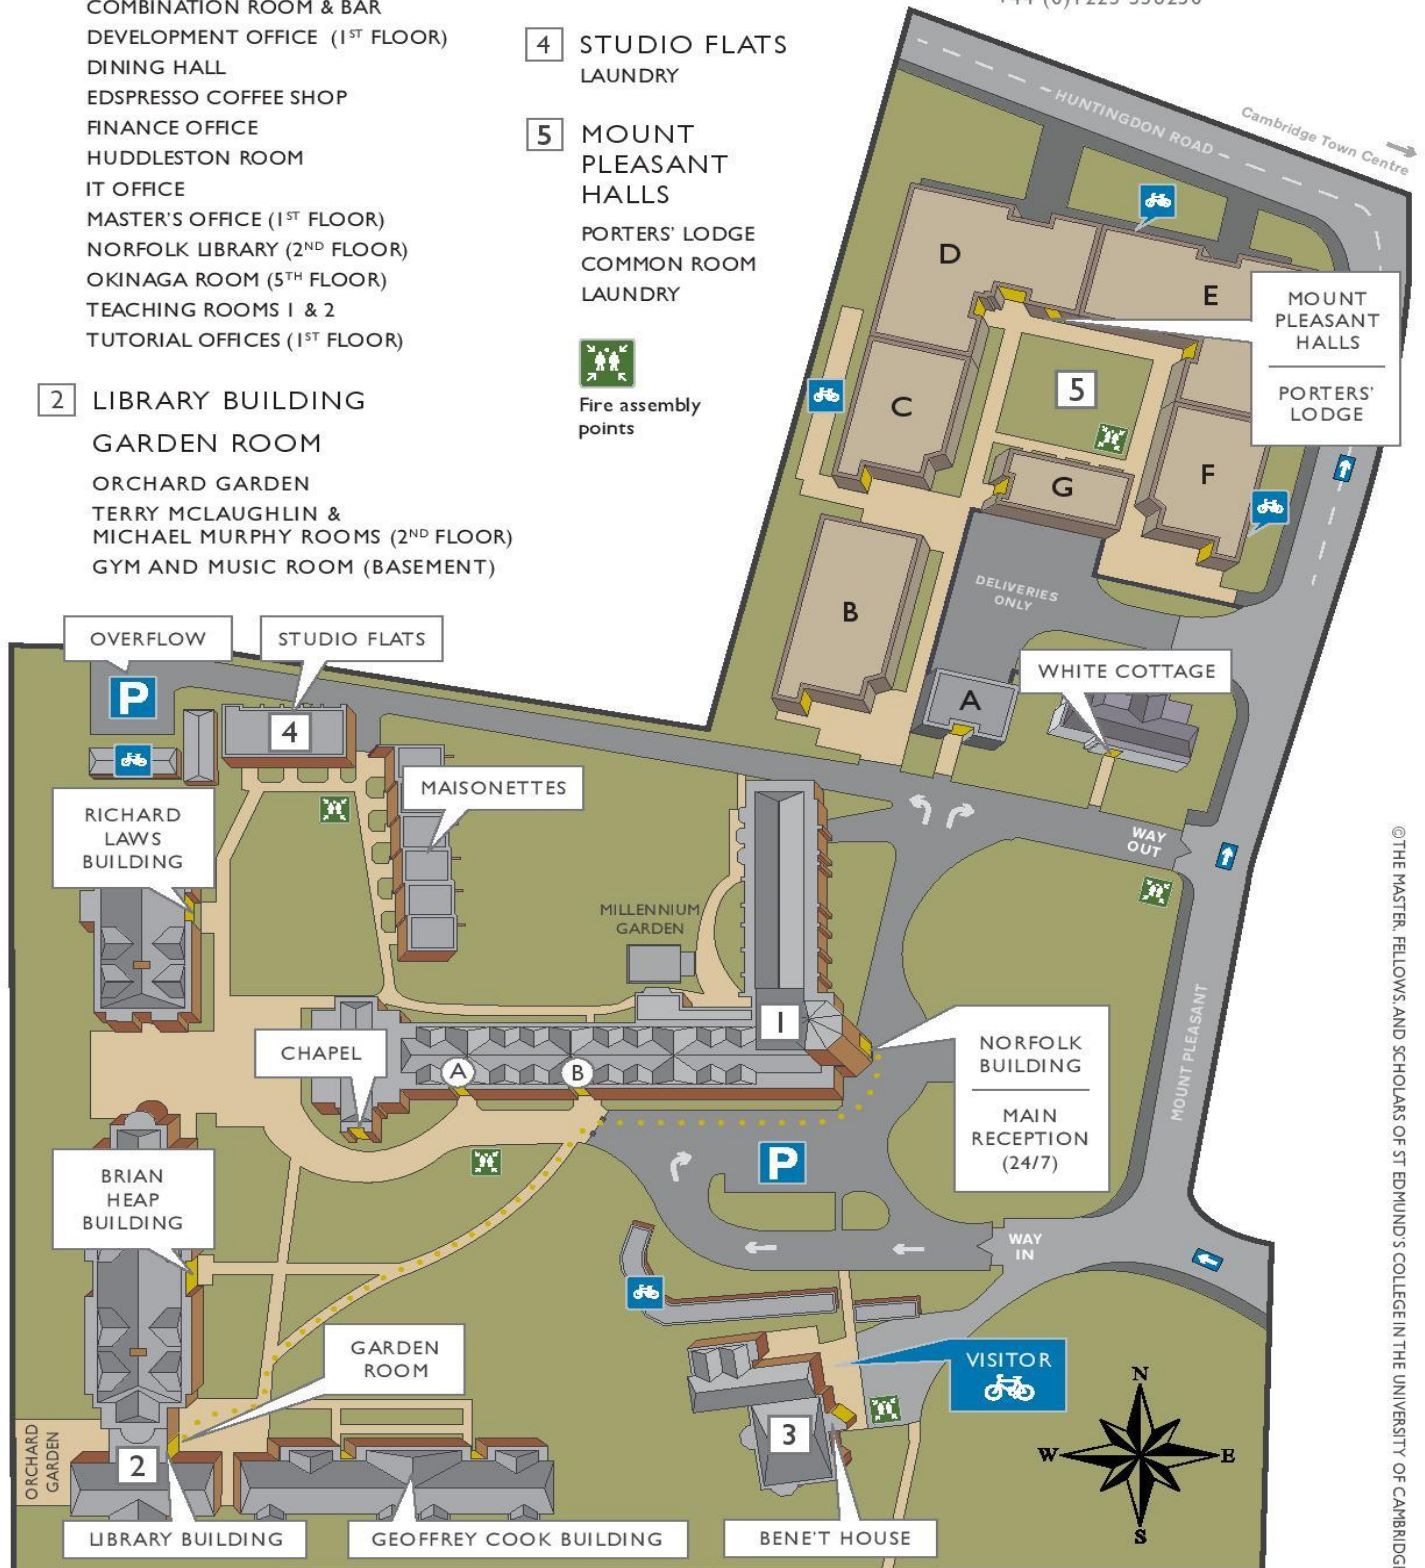 COMBINATION ROOM & BAR
DEVELOPMENT OFFICE (1ST FLOOR)
DINING HALL
EDSPRESSO COFFEE SHOP
FINANCE OFFICE
HUDDLESTON ROOM
IT OFFICE
MASTER'S OFFICE (1ST FLOOR)
NORFOLK LIBRARY (2ND FLOOR)
OKINAGA ROOM (5TH FLOOR)
TEACHING ROOMS 1 & 2
TUTORIAL OFFICES (1ST FLOOR)
2 LIBRARY BUILDING
GARDEN ROOM
ORCHARD GARDEN
TERRY MCLAUGHLIN &
MICHAEL MURPHY ROOMS (2ND FLOOR)
GYM AND MUSIC ROOM (BASEMENT)
4 STUDIO FLATS
LAUNDRY
5 MOUNT
PLEASANT
HALLS
PORTERS' LODGE
COMMON ROOM
LAUNDRY
Fire assembly
points
HUNTINGDON ROAD
Cambridge Town Centre
D
E
MOUNT
PLEASANT
HALLS
PORTERS'
LODGE
C
5
F
G
B
DELIVERIES
ONLY
A
WHITE COTTAGE
OVERFLOW
STUDIO FLATS
P
4
MAISONETTES
RICHARD
LAWS
BUILDING
WAY
OUT
MILLENNIUM
GARDEN
1
CHAPEL
A
B
NORFOLK
BUILDING
MAIN
RECEPTION
(24/7)
MOUNT PLEASANT
P
BRIAN
HEAP
BUILDING
WAY
IN
GARDEN
ROOM
VISITOR
ORCHARD
GARDEN
2
3
N
W
E
S
LIBRARY BUILDING
GEOFFREY COOK BUILDING
BENE'T HOUSE
©THE MASTER, FELLOWS, AND SCHOLARS OF ST EDMUND'S COLLEGE IN THE UNIVERSITY OF CAMBRIDGE